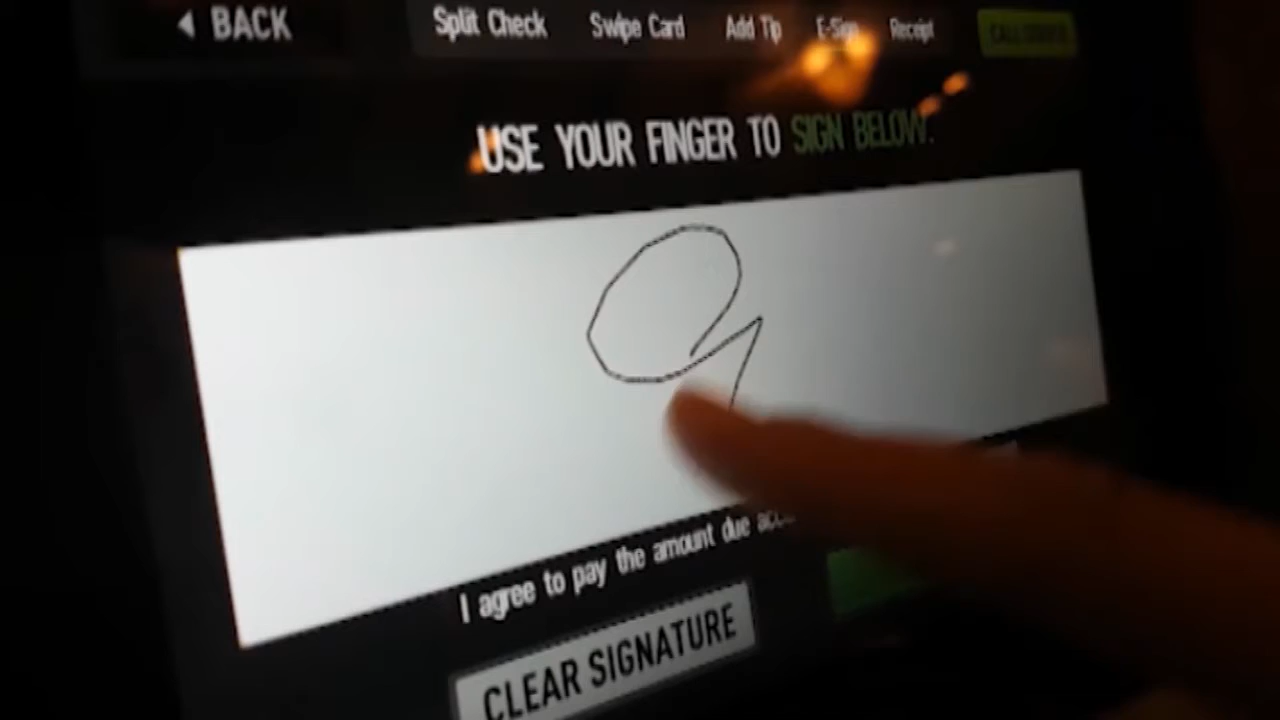 BACK Split Check Swipe Card Add Tip E-Sign Receipt
USE YOUR FINGER TO SIGN BELOW.
I agree to pay the amount due
CLEAR SIGNATURE